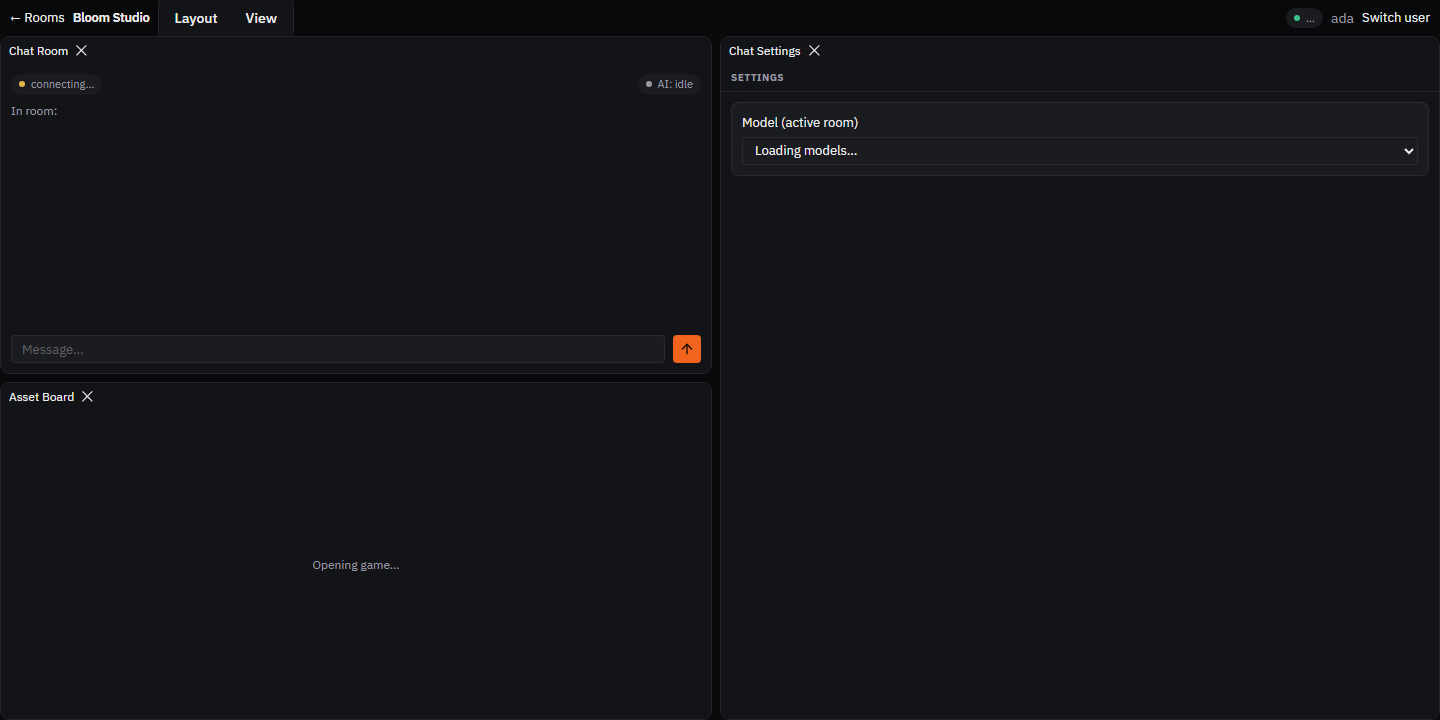 ← Rooms Bloom Studio Layout View ... ada Switch user
Chat Room
connecting... AI: idle
In room:
Message...
Asset Board
Opening game...
Chat Settings
SETTINGS
Model (active room)
Loading models...